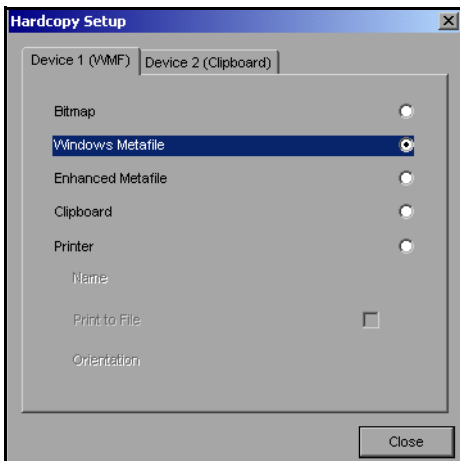 Hardcopy Setup
Device 1 (WMF) Device 2 (Clipboard)
Bitmap
Windows Metafile
Enhanced Metafile
Clipboard
Printer
Name
Print to File
Orientation
Close